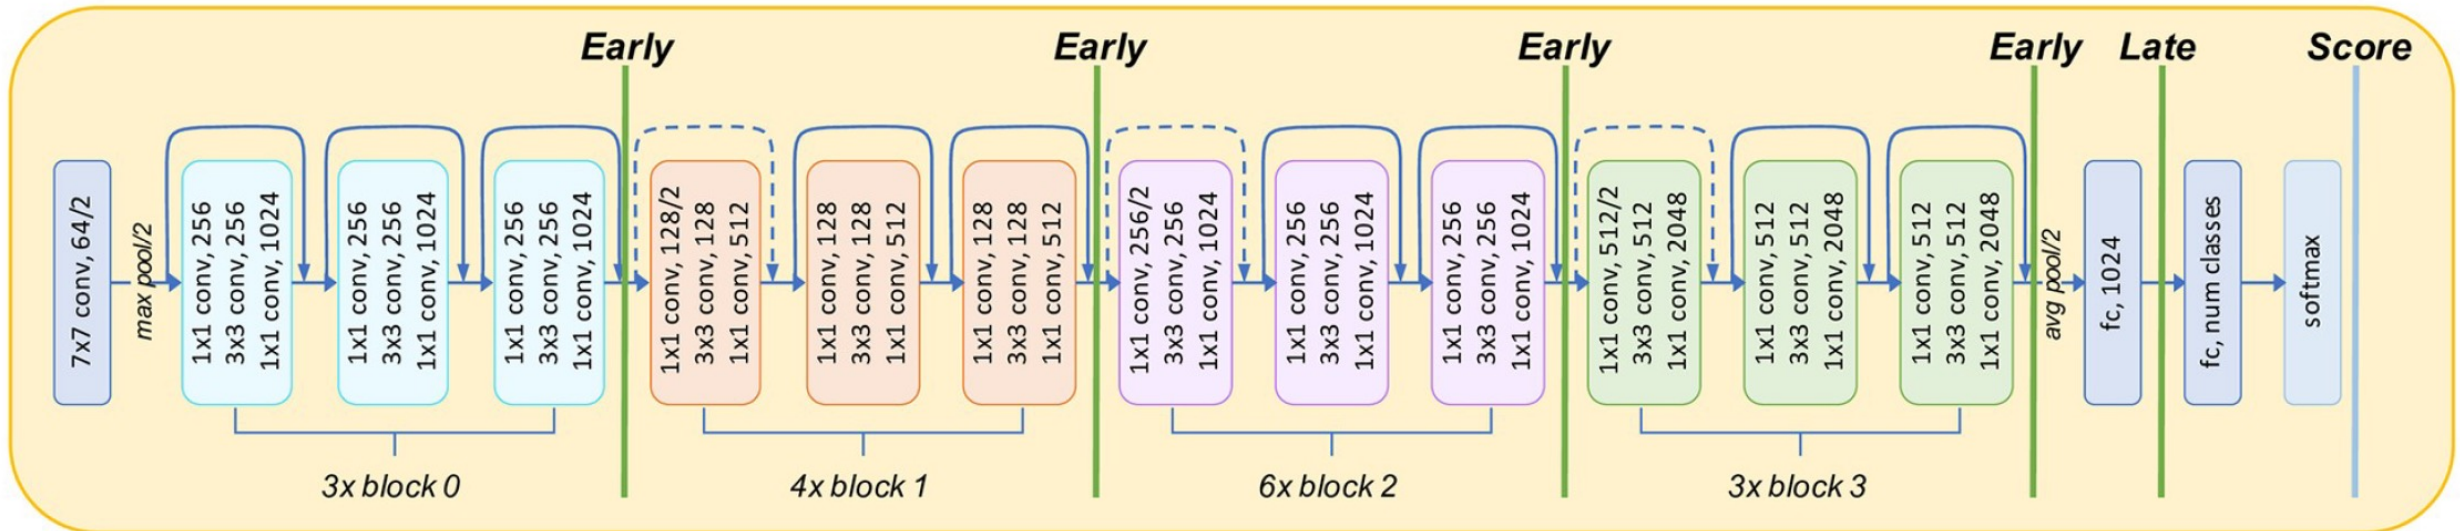 Early
Early
Early
Early
Late
Score
7x7 conv, 64/2
max pool/2
1x1 conv, 256
3x3 conv, 256
1x1 conv, 1024
1x1 conv, 256
3x3 conv, 256
1x1 conv, 1024
1x1 conv, 256
3x3 conv, 256
1x1 conv, 1024
1x1 conv, 128/2
3x3 conv, 128
1x1 conv, 512
1x1 conv, 128
3x3 conv, 128
1x1 conv, 512
1x1 conv, 128
3x3 conv, 128
1x1 conv, 512
1x1 conv, 256/2
3x3 conv, 256
1x1 conv, 1024
1x1 conv, 256
3x3 conv, 256
1x1 conv, 1024
1x1 conv, 256
3x3 conv, 256
1x1 conv, 1024
1x1 conv, 512/2
3x3 conv, 512
1x1 conv, 2048
1x1 conv, 512
3x3 conv, 512
1x1 conv, 2048
1x1 conv, 512
3x3 conv, 512
1x1 conv, 2048
avg pool/2
fc, 1024
fc, num classes
softmax
3x block 0
4x block 1
6x block 2
3x block 3